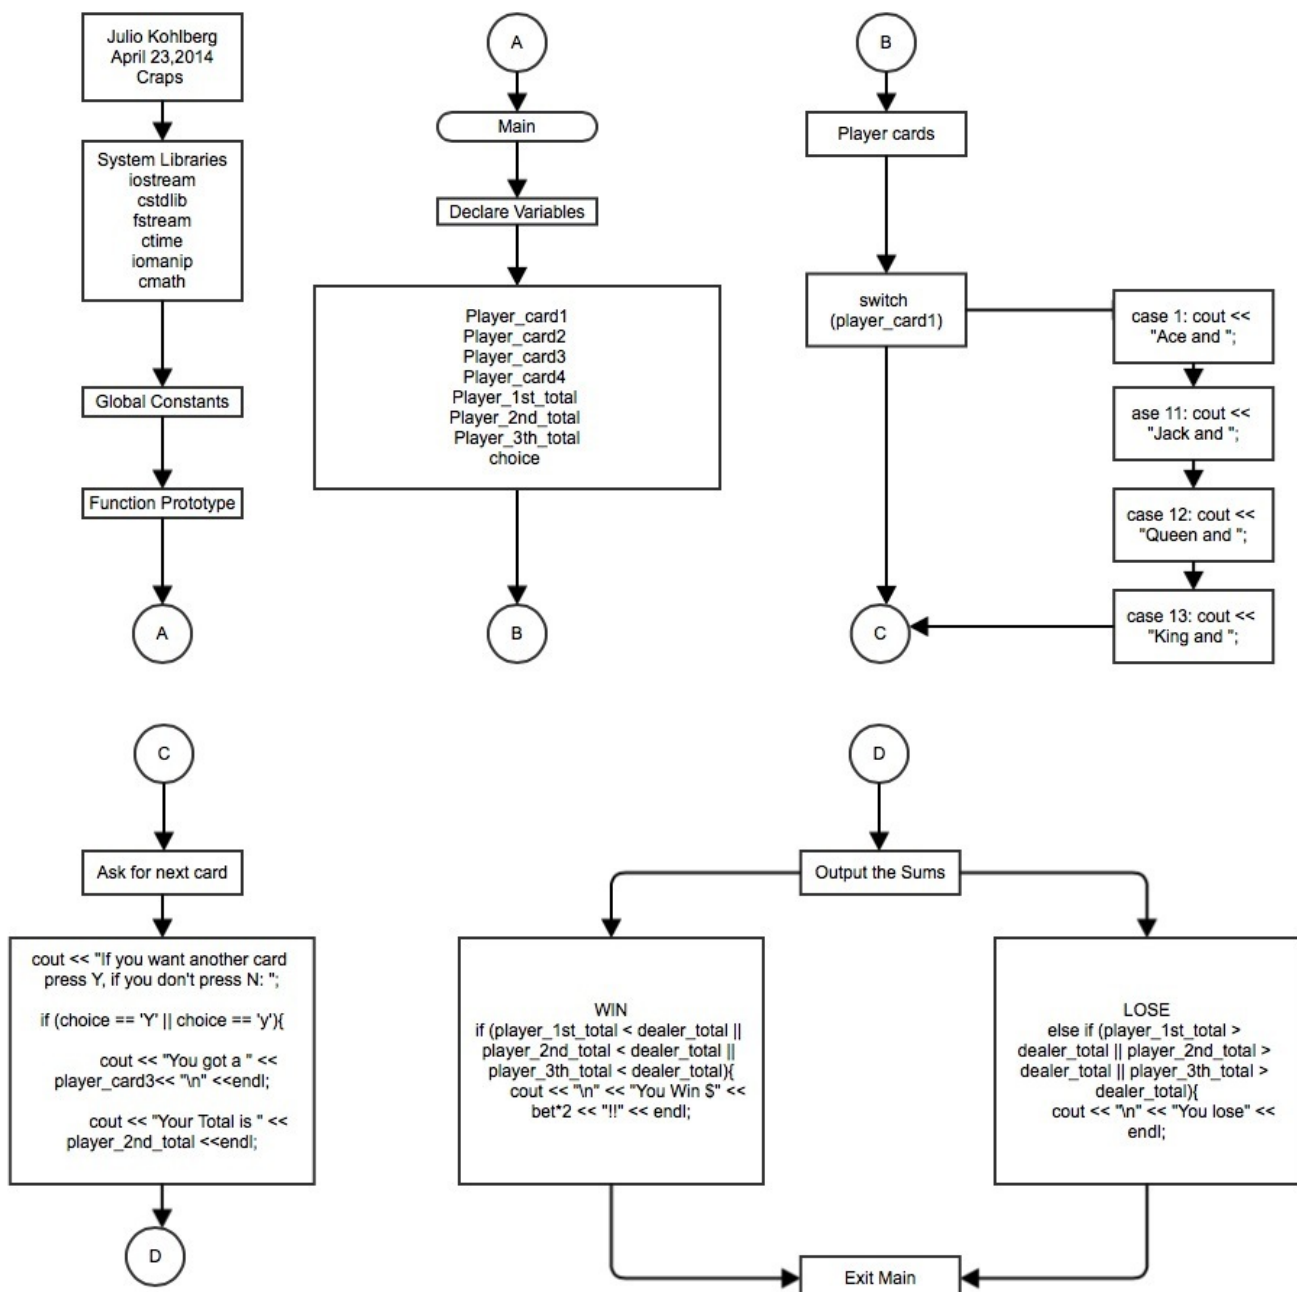 Julio Kohlberg
April 23,2014
Craps
System Libraries
iostream
cstdlib
fstream
ctime
iomanip
cmath
Global Constants
Function Prototype
A
A
Main
Declare Variables
Player_card1
Player_card2
Player_card3
Player_card4
Player_1st_total
Player_2nd_total
Player_3th_total
choice
B
B
Player cards
switch
(player_card1)
case 1: cout <<
"Ace and ";
ase 11: cout <<
"Jack and ";
case 12: cout <<
"Queen and ";
case 13: cout <<
"King and ";
C
C
Ask for next card
cout << "If you want another card
press Y, if you don't press N: ";
if (choice == 'Y' || choice == 'y'){
cout << "You got a " <<
player_card3<< "\n" <<endl;
cout << "Your Total is " <<
player_2nd_total <<endl;
D
D
Output the Sums
WIN
if (player_1st_total < dealer_total ||
player_2nd_total < dealer_total ||
player_3th_total < dealer_total){
cout << "\n" << "You Win $" <<
bet*2 << "!!" << endl;
LOSE
else if (player_1st_total >
dealer_total || player_2nd_total >
dealer_total || player_3th_total >
dealer_total){
cout << "\n" << "You lose" <<
endl;
Exit Main